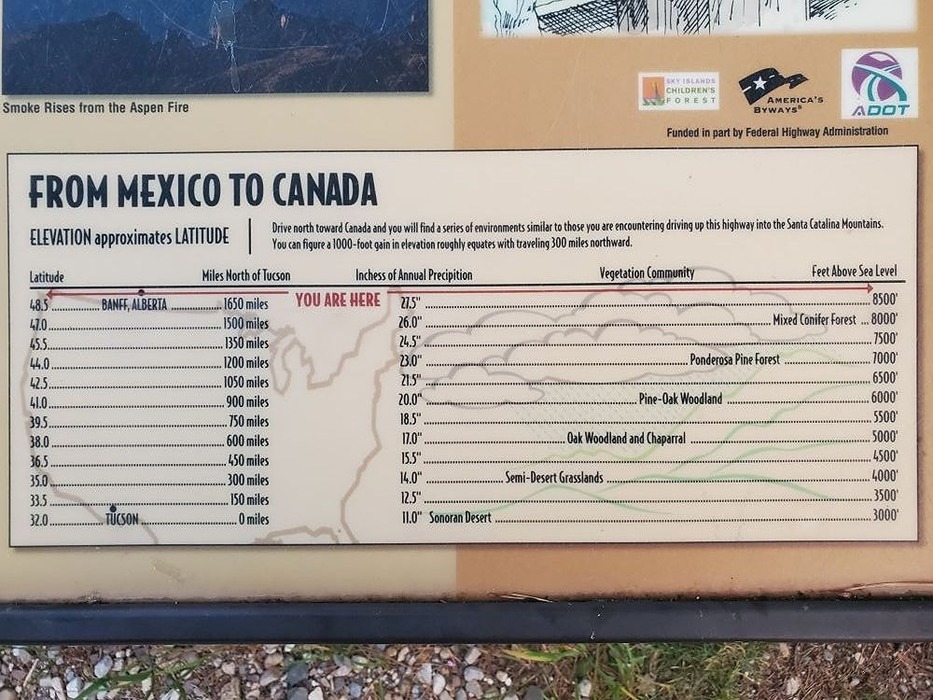 Smoke Rises from the Aspen Fire
SKY ISLANDS
CHILDREN'S
FOREST
AMERICA'S
BYWAYS®
ADOT
Funded in part by Federal Highway Administration
FROM MEXICO TO CANADA
ELEVATION approximates LATITUDE
Drive north toward Canada and you will find a series of environments similar to those you are encountering driving up this highway into the Santa Catalina Mountains.
You can figure a 1000-foot gain in elevation roughly equates with traveling 300 miles northward.
Latitude Miles North of Tucson Inchess of Annual Precipition Vegetation Community Feet Above Sea Level
YOU ARE HERE
48.5 BANFF, ALBERTA 1650 miles 27.5" 8500'
47.0 1500 miles 26.0" Mixed Conifer Forest 8000'
45.5 1350 miles 24.5" 7500'
44.0 1200 miles 23.0" Ponderosa Pine Forest 7000'
42.5 1050 miles 21.5" 6500'
41.0 900 miles 20.0" Pine-Oak Woodland 6000'
39.5 750 miles 18.5" 5500'
38.0 600 miles 17.0" Oak Woodland and Chaparral 5000'
36.5 450 miles 15.5" 4500'
35.0 300 miles 14.0" Semi-Desert Grasslands 4000'
33.5 150 miles 12.5" 3500'
32.0 TUCSON 0 miles 11.0" Sonoran Desert 3000'